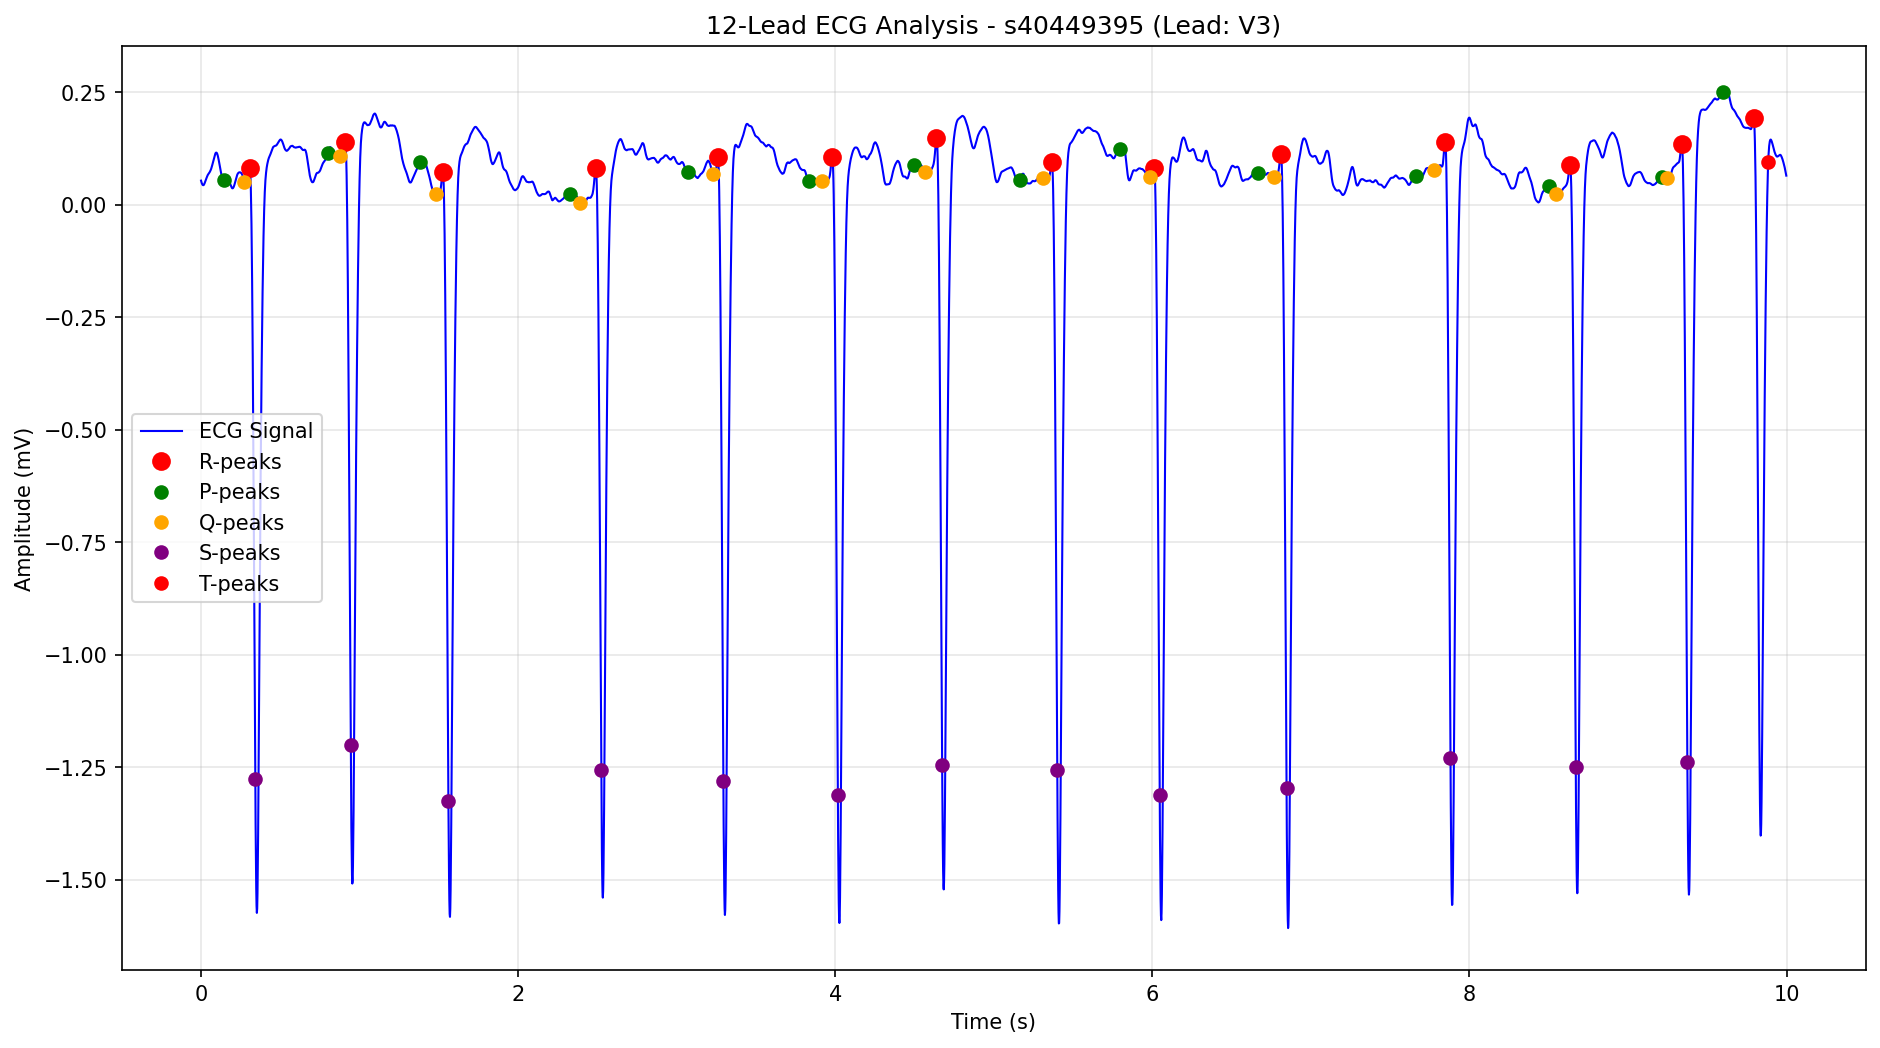 12-Lead ECG Analysis - s40449395 (Lead: V3)
0.25
0.00
−0.25
−0.50
−0.75
−1.00
−1.25
−1.50
Amplitude (mV)
ECG Signal
R-peaks
P-peaks
Q-peaks
S-peaks
T-peaks
0 2 4 6 8 10
Time (s)